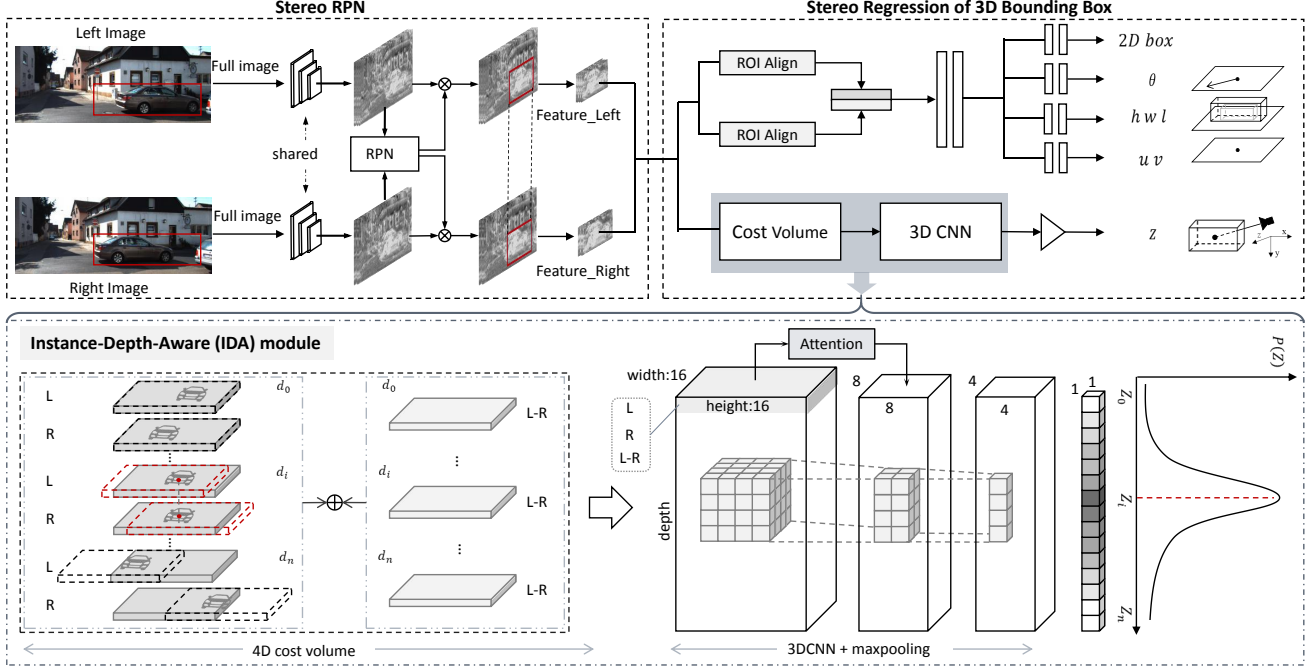 Stereo RPN
Left Image
Full image
Feature_Left
shared
RPN
Full image
Feature_Right
Right Image
Stereo Regression of 3D Bounding Box
ROI Align
ROI Align
2D box
θ
h w l
u v
Cost Volume
3D CNN
z
x
z
y
Instance-Depth-Aware (IDA) module
L
d₀
R
...
L
dᵢ
R
...
L
dₙ
R
d₀
L-R
...
dᵢ
L-R
...
dₙ
L-R
4D cost volume
Attention
width:16
height:16
L
R
L-R
depth
8
8
4
4
1
1
3DCNN + maxpooling
P(Z)
Z₀
Zᵢ
Zₙ